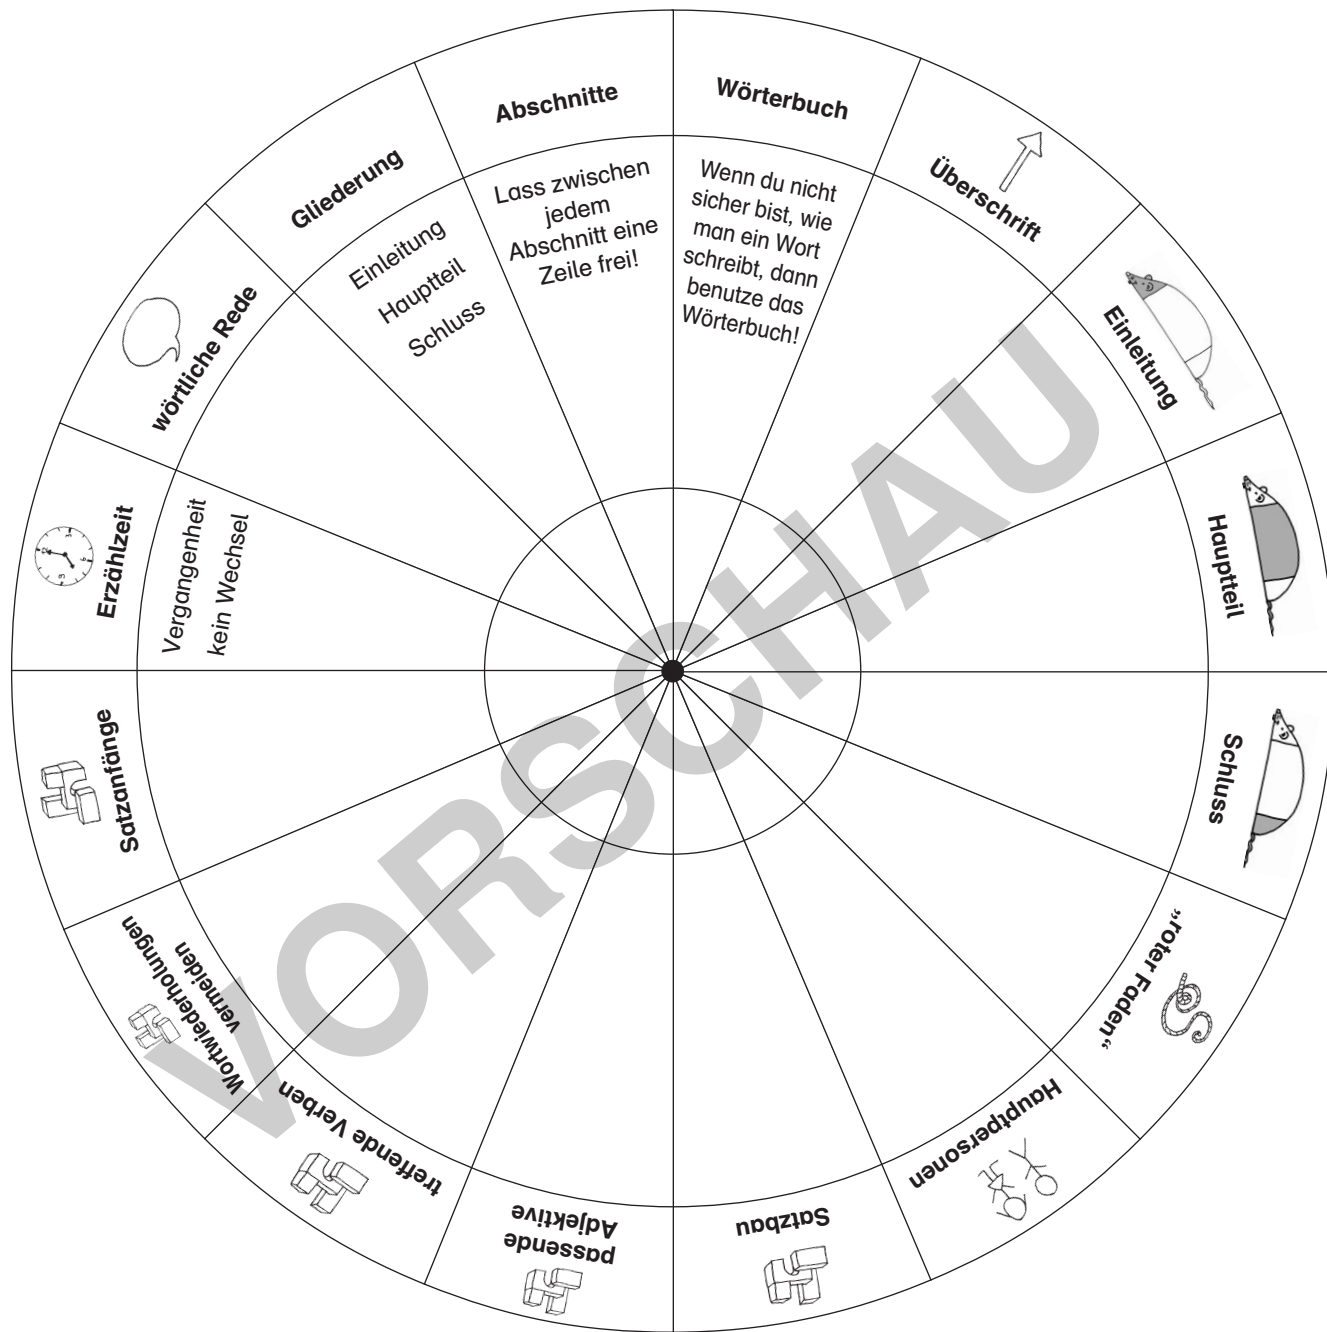 Wörterbuch
Wenn du nicht
sicher bist, wie
man ein Wort
schreibt, dann
benutze das
Wörterbuch!
Überschrift
Einleitung
Hauptteil
Schluss
„roter Faden“
Hauptpersonen
Satzbau
passende
Adjektive
treffende Verben
Wortwiederholungen
vermeiden
Satzanfänge
Erzählzeit
Vergangenheit
kein Wechsel
wörtliche Rede
Gliederung
Einleitung
Hauptteil
Schluss
Abschnitte
Lass zwischen
jedem
Abschnitt eine
Zeile frei!
VORSCHAU